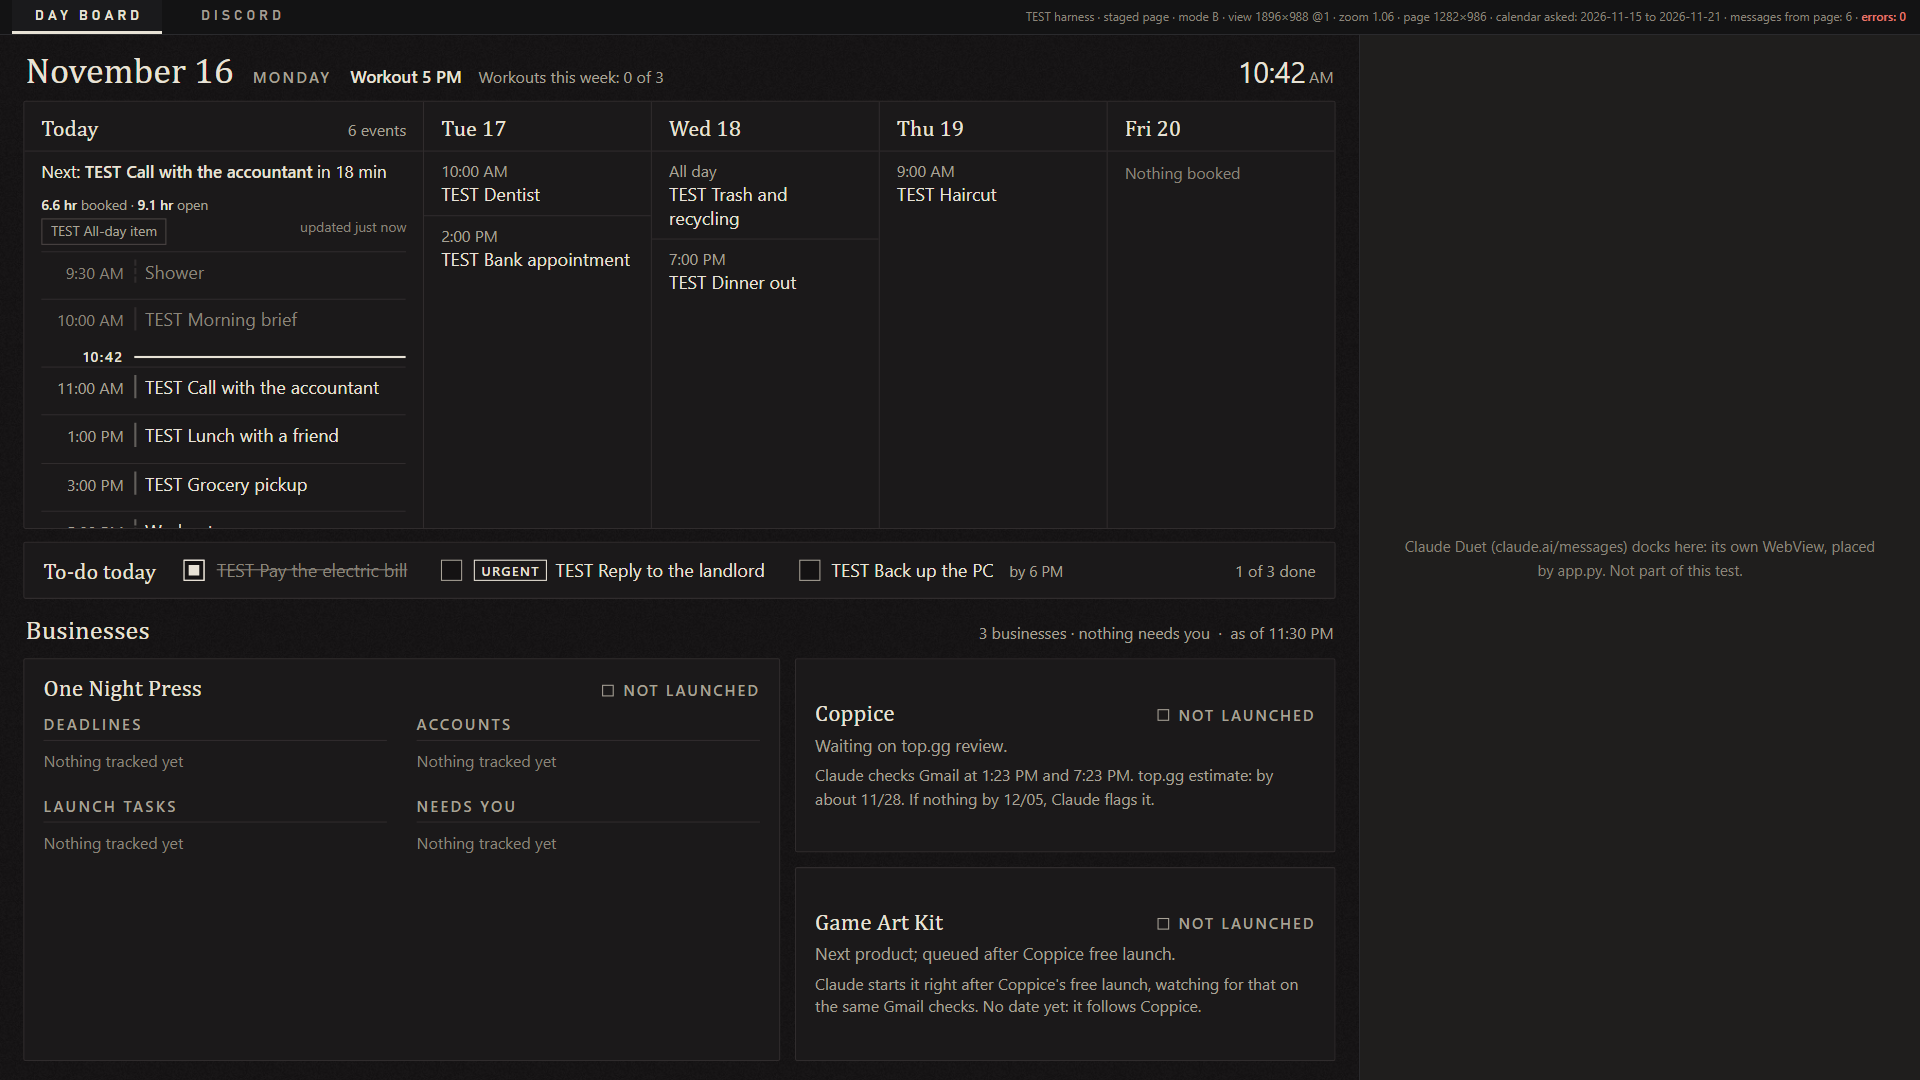 DAY BOARD
DISCORD
TEST harness · staged page · mode B · view 1896×988 @1 · zoom 1.06 · page 1282×986 · calendar asked: 2026-11-15 to 2026-11-21 · messages from page: 6 · errors: 0
November 16 MONDAY Workout 5 PM Workouts this week: 0 of 3
10:42 AM
Today 6 events
Next: TEST Call with the accountant in 18 min
6.6 hr booked · 9.1 hr open
TEST All-day item
updated just now
9:30 AM Shower
10:00 AM TEST Morning brief
10:42
11:00 AM TEST Call with the accountant
1:00 PM TEST Lunch with a friend
3:00 PM TEST Grocery pickup
Tue 17
10:00 AM
TEST Dentist
2:00 PM
TEST Bank appointment
Wed 18
All day
TEST Trash and
recycling
7:00 PM
TEST Dinner out
Thu 19
9:00 AM
TEST Haircut
Fri 20
Nothing booked
To-do today
TEST Pay the electric bill
URGENT TEST Reply to the landlord
TEST Back up the PC by 6 PM
1 of 3 done
Businesses
3 businesses · nothing needs you · as of 11:30 PM
One Night Press
NOT LAUNCHED
DEADLINES
Nothing tracked yet
ACCOUNTS
Nothing tracked yet
LAUNCH TASKS
Nothing tracked yet
NEEDS YOU
Nothing tracked yet
Coppice
NOT LAUNCHED
Waiting on top.gg review.
Claude checks Gmail at 1:23 PM and 7:23 PM. top.gg estimate: by
about 11/28. If nothing by 12/05, Claude flags it.
Game Art Kit
NOT LAUNCHED
Next product; queued after Coppice free launch.
Claude starts it right after Coppice's free launch, watching for that on
the same Gmail checks. No date yet: it follows Coppice.
Claude Duet (claude.ai/messages) docks here: its own WebView, placed
by app.py. Not part of this test.